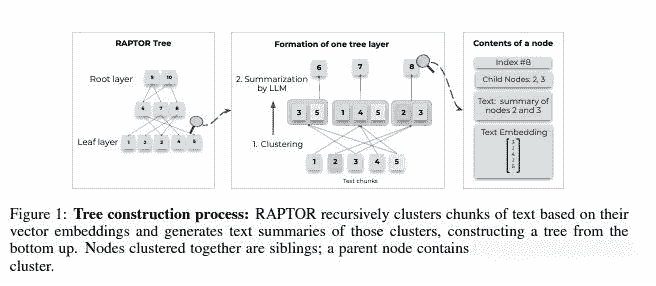 RAPTOR Tree
Root layer
9 10
6 7 8
Leaf layer
1 2 3 4 5
Formation of one tree layer
6 7 8
2. Summarization
by LLM
3 5 1 4 5 2 3
1. Clustering
1 2 3 4 5
Text chunks
Contents of a node
Index #8
Child Nodes: 2, 3
Text: summary of
nodes 2 and 3
Text Embedding
Figure 1: Tree construction process: RAPTOR recursively clusters chunks of text based on their
vector embeddings and generates text summaries of those clusters, constructing a tree from the
bottom up. Nodes clustered together are siblings; a parent node contains
cluster.